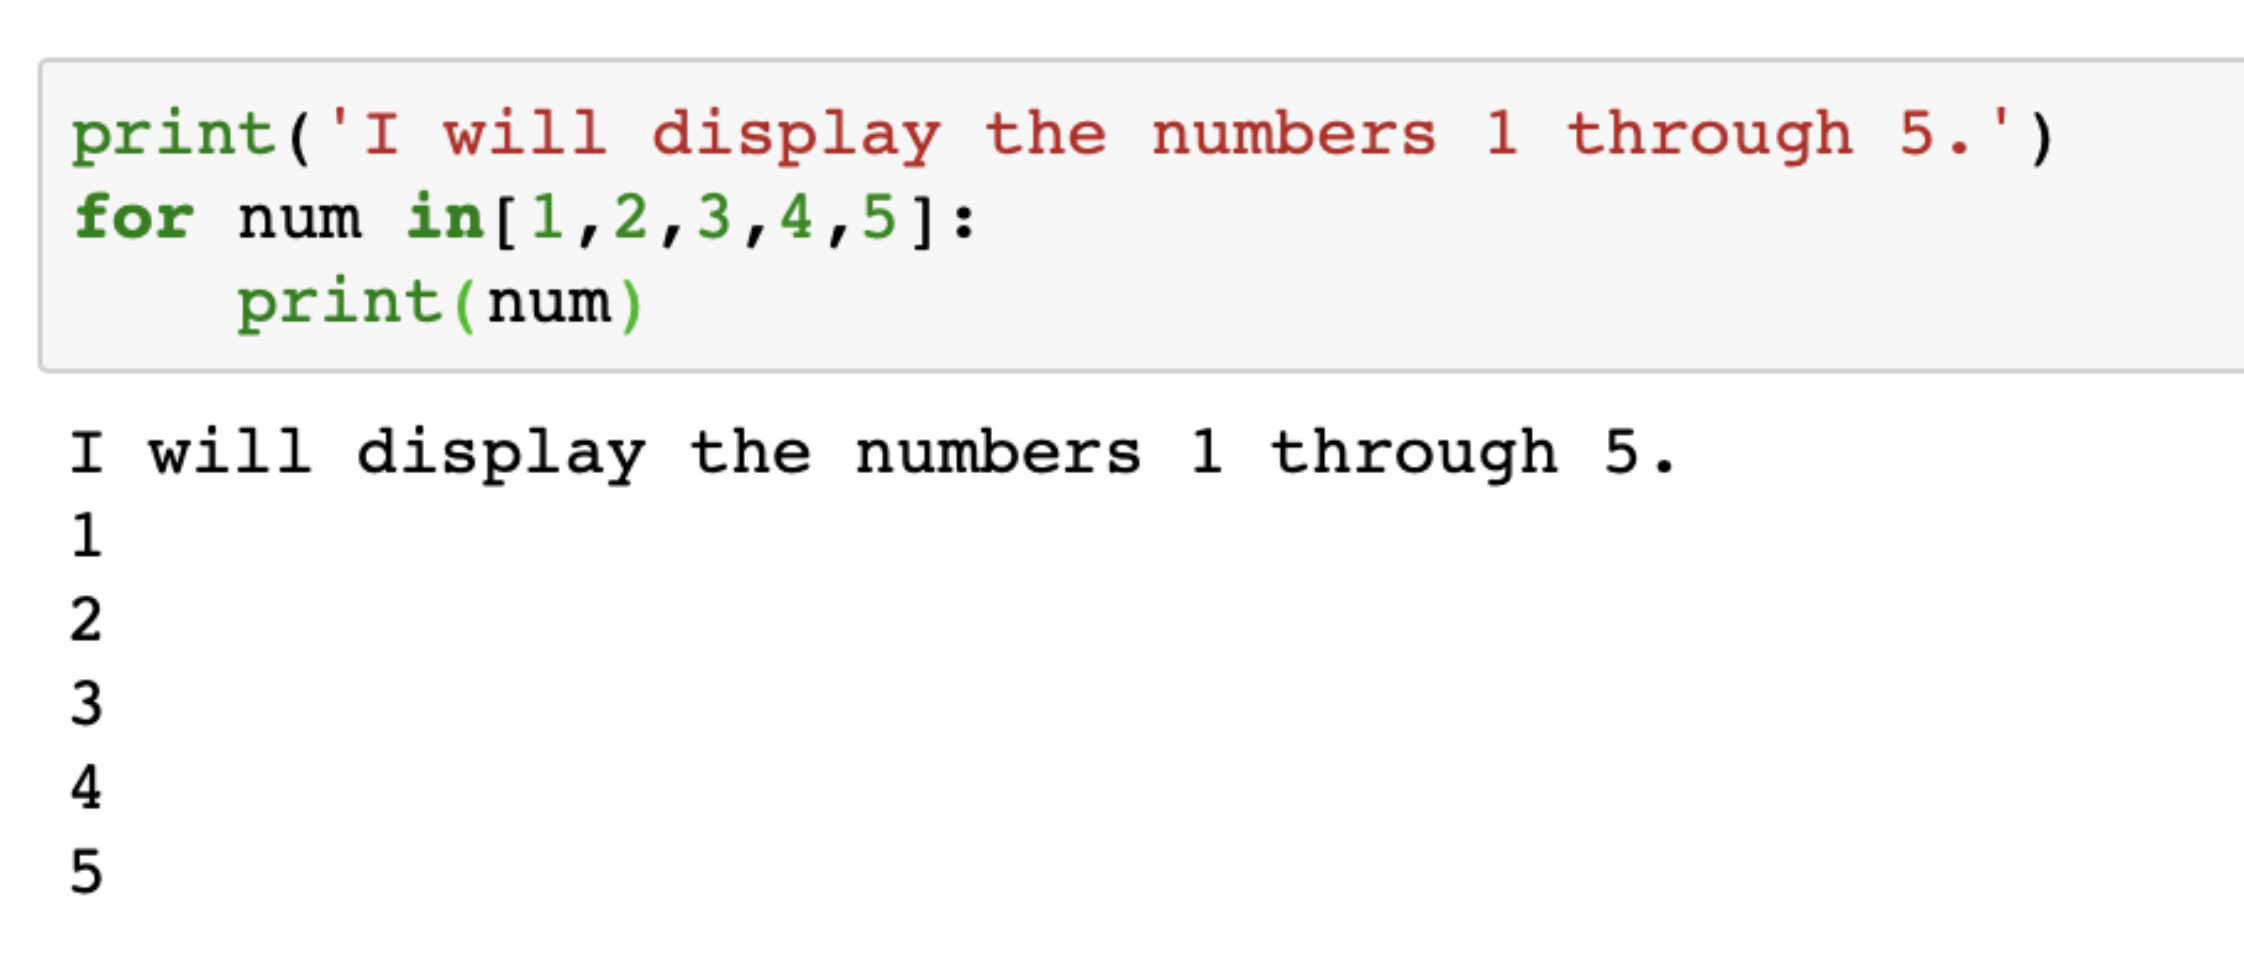 print('I will display the numbers 1 through 5.')
for num in[1,2,3,4,5]:
    print(num)
I will display the numbers 1 through 5.
1
2
3
4
5